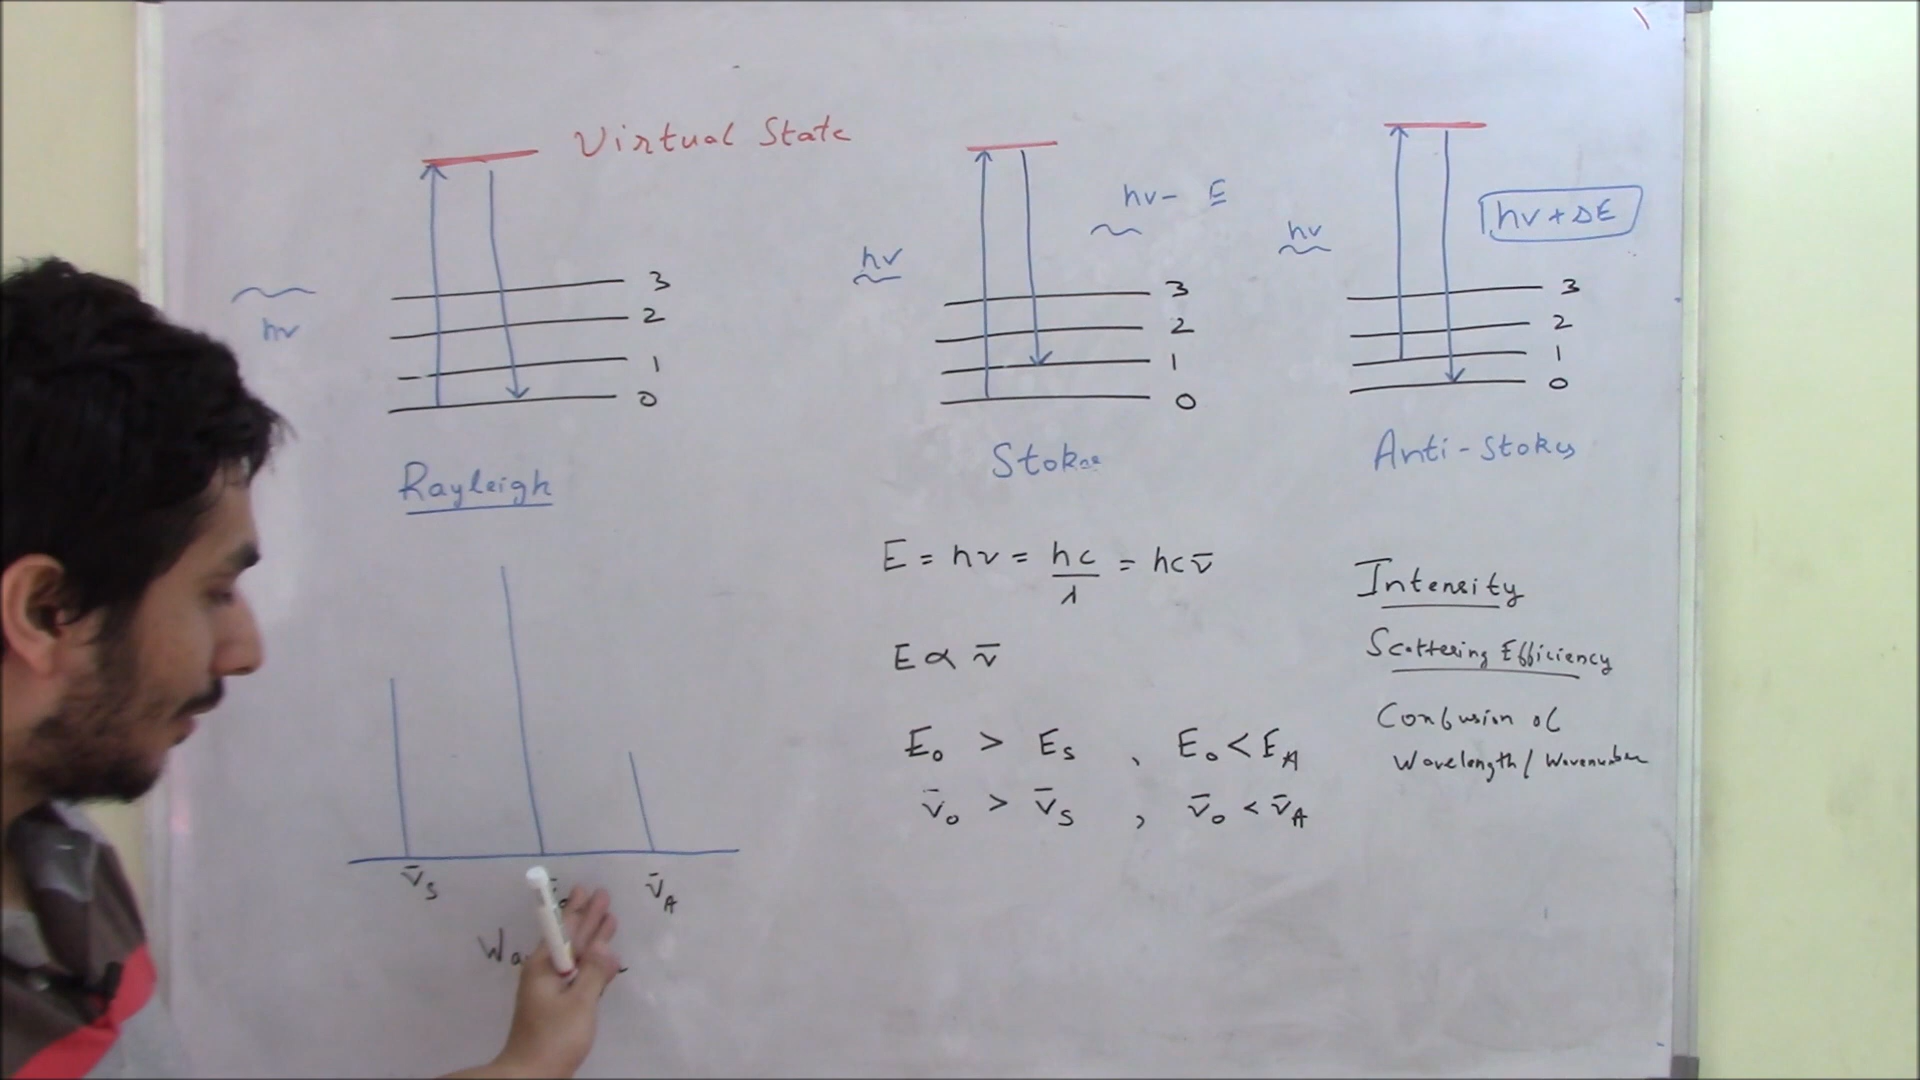 Virtual State
hν
3
2
1
0
Rayleigh
hν
hν - E
3
2
1
0
Stokes
hν
hν + ΔE
3
2
1
0
Anti-Stokes
E = hν = hc/λ = hcν̄
E ∝ ν̄
E₀ > Eₛ , E₀ < E_A
ν̄₀ > ν̄ₛ , ν̄₀ < ν̄_A
Intensity
Scattering Efficiency
Confusion of
Wavelength / Wavenumber
ν̄ₛ
ν̄_A